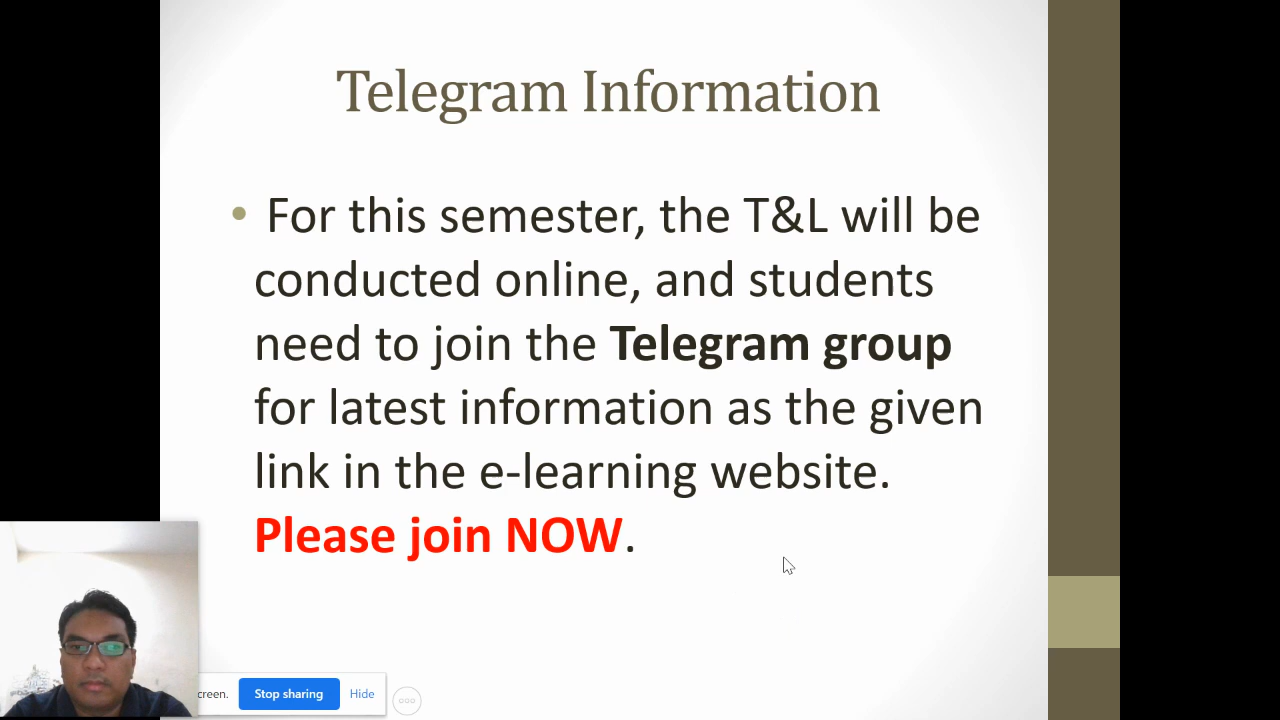 Telegram Information
• For this semester, the T&L will be
conducted online, and students
need to join the Telegram group
for latest information as the given
link in the e-learning website.
Please join NOW.
creen. Stop sharing Hide